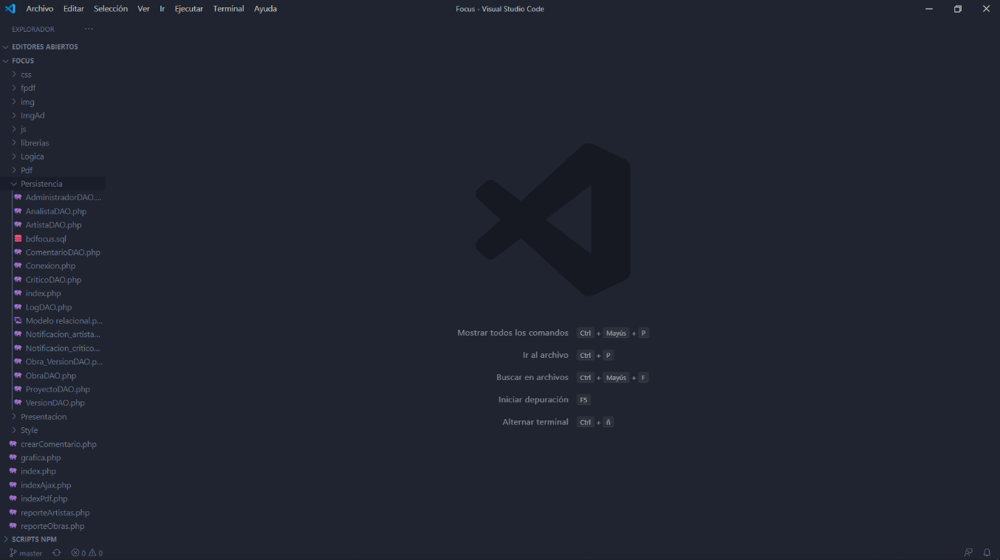 Archivo Editar Selección Ver Ir Ejecutar Terminal Ayuda
Focus - Visual Studio Code
EXPLORADOR
EDITORES ABIERTOS
FOCUS
css
fpdf
img
ImgAd
js
librerias
Logica
Pdf
Persistencia
AdministradorDAO....
AnalistaDAO.php
ArtistaDAO.php
bdfocus.sql
ComentarioDAO.php
Conexion.php
CriticoDAO.php
index.php
LogDAO.php
Modelo relacional.p...
Notificacion_artista...
Notificacion_critico...
Obra_VersionDAO.p...
ObraDAO.php
ProyectoDAO.php
VersionDAO.php
Presentacion
Style
crearComentario.php
grafica.php
index.php
indexAjax.php
indexPdf.php
reporteArtistas.php
reporteObras.php
SCRIPTS NPM
master 0 0
Mostrar todos los comandos Ctrl + Mayús + P
Ir al archivo Ctrl + P
Buscar en archivos Ctrl + Mayús + F
Iniciar depuración F5
Alternar terminal Ctrl + ñ